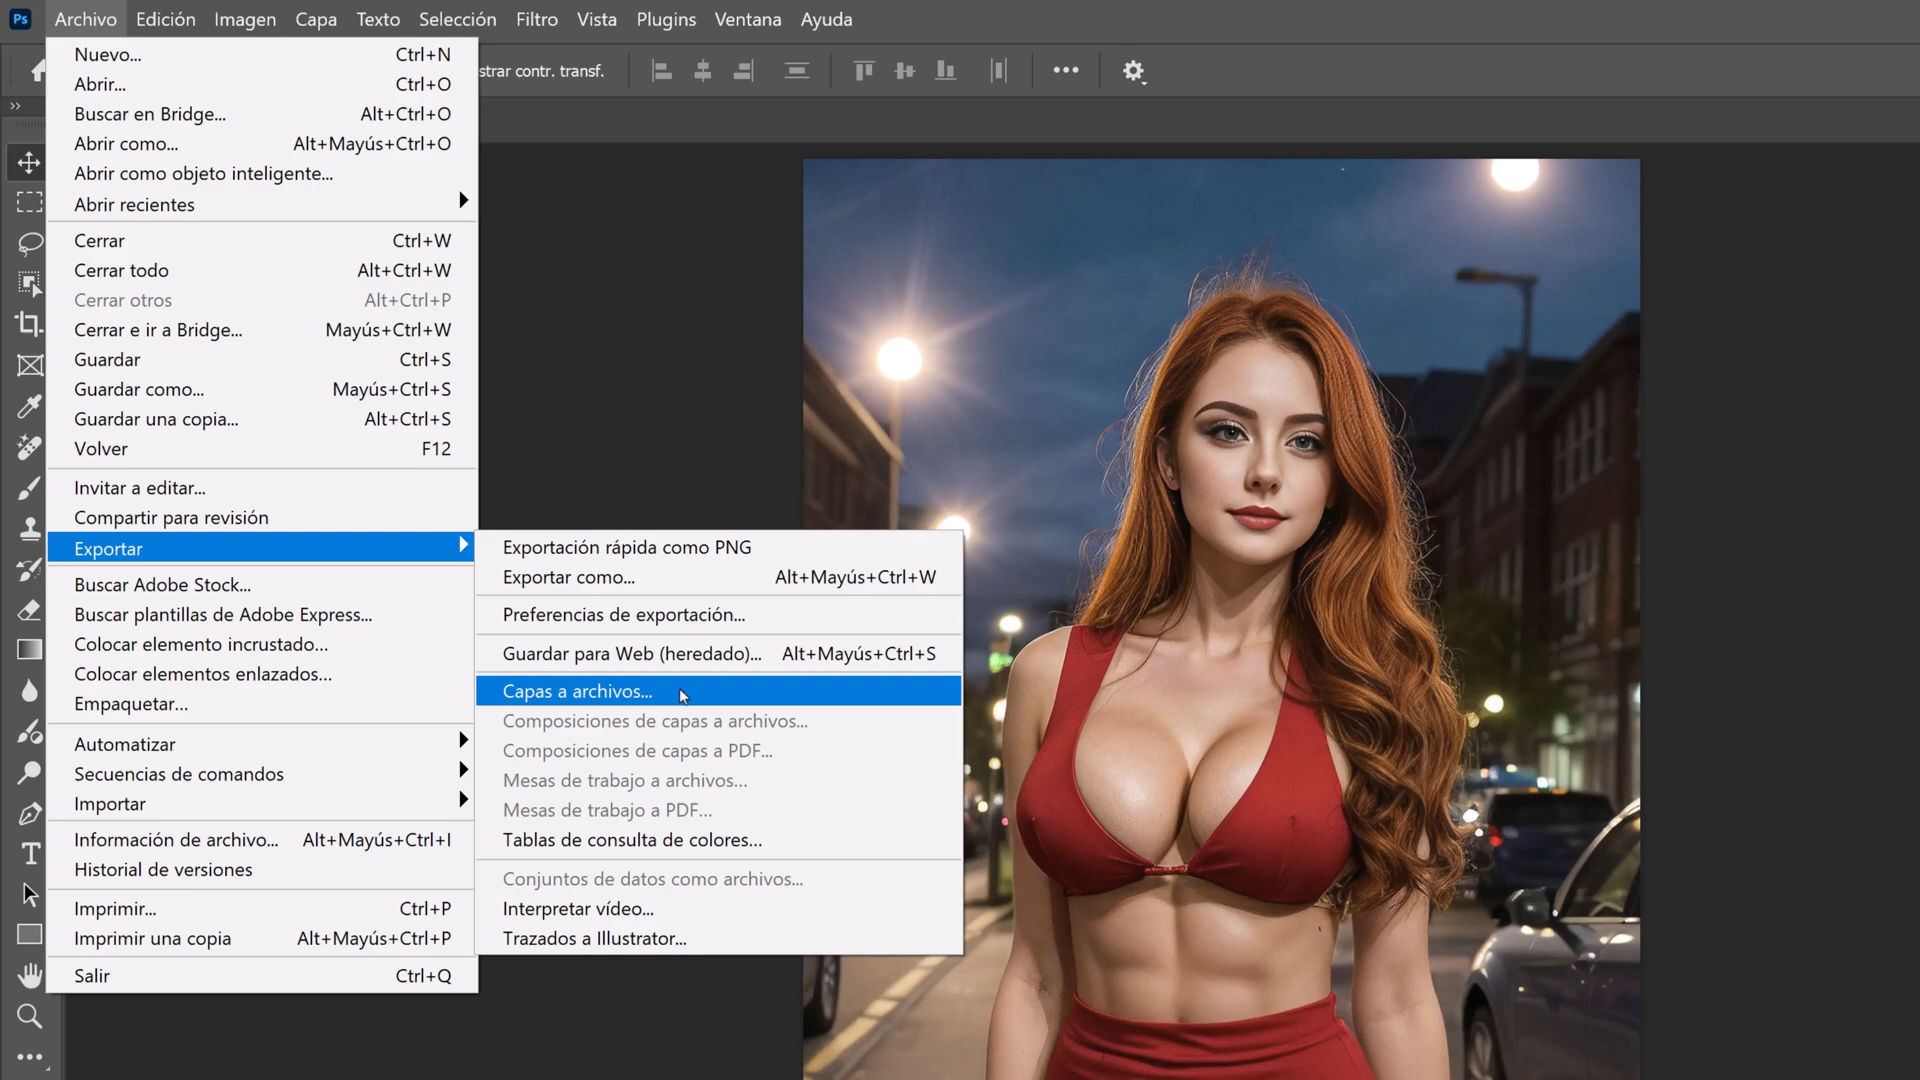 Ps Archivo Edición Imagen Capa Texto Selección Filtro Vista Plugins Ventana Ayuda
strar contr. transf.
Nuevo... Ctrl+N
Abrir... Ctrl+O
Buscar en Bridge... Alt+Ctrl+O
Abrir como... Alt+Mayús+Ctrl+O
Abrir como objeto inteligente...
Abrir recientes
Cerrar Ctrl+W
Cerrar todo Alt+Ctrl+W
Cerrar otros Alt+Ctrl+P
Cerrar e ir a Bridge... Mayús+Ctrl+W
Guardar Ctrl+S
Guardar como... Mayús+Ctrl+S
Guardar una copia... Alt+Ctrl+S
Volver F12
Invitar a editar...
Compartir para revisión
Exportar
Buscar Adobe Stock...
Buscar plantillas de Adobe Express...
Colocar elemento incrustado...
Colocar elementos enlazados...
Empaquetar...
Automatizar
Secuencias de comandos
Importar
Información de archivo... Alt+Mayús+Ctrl+I
Historial de versiones
Imprimir... Ctrl+P
Imprimir una copia Alt+Mayús+Ctrl+P
Salir Ctrl+Q
Exportación rápida como PNG
Exportar como... Alt+Mayús+Ctrl+W
Preferencias de exportación...
Guardar para Web (heredado)... Alt+Mayús+Ctrl+S
Capas a archivos...
Composiciones de capas a archivos...
Composiciones de capas a PDF...
Mesas de trabajo a archivos...
Mesas de trabajo a PDF...
Tablas de consulta de colores...
Conjuntos de datos como archivos...
Interpretar vídeo...
Trazados a Illustrator...